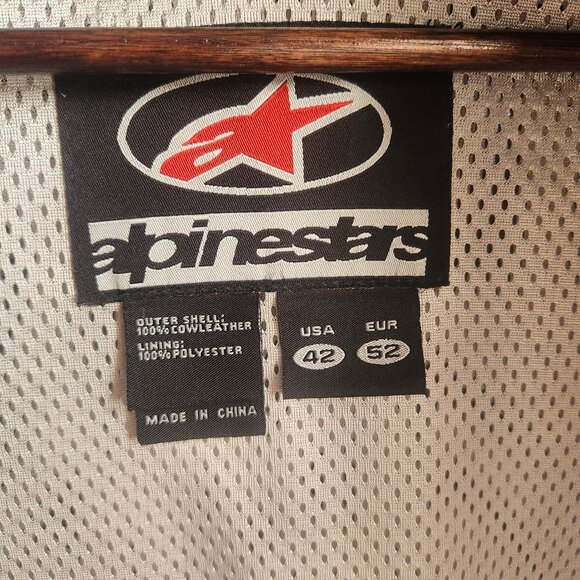 alpinestars
OUTER SHELL:
100% COWLEATHER
LINING:
100% POLYESTER
MADE IN CHINA
USA EUR
42 52